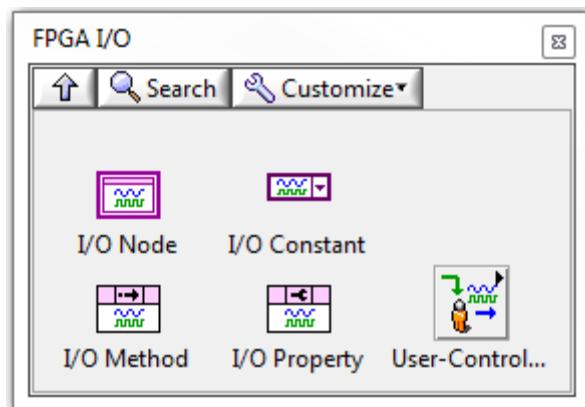 FPGA I/O
Search Customize
I/O Node I/O Constant
I/O Method I/O Property User-Control...